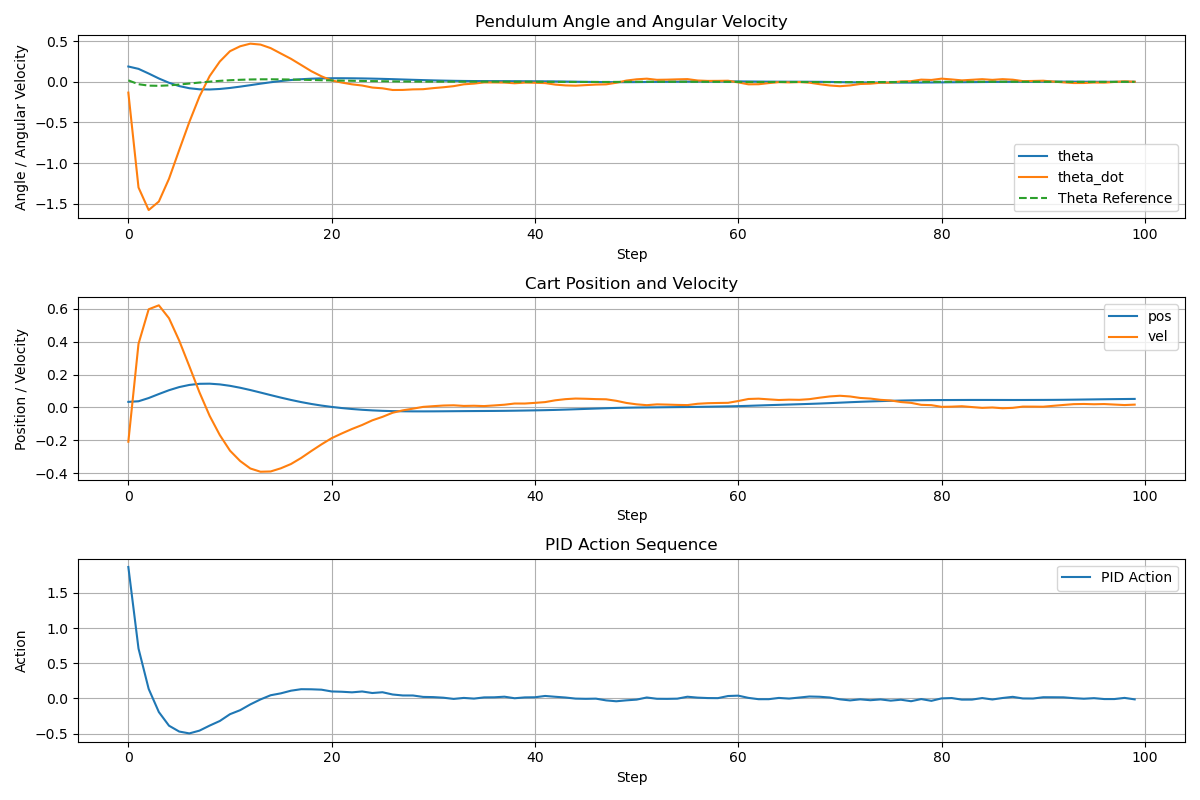 Pendulum Angle and Angular Velocity
Angle / Angular Velocity
0.5
0.0
−0.5
−1.0
−1.5
theta
theta_dot
Theta Reference
0 20 40 60 80 100
Step
Cart Position and Velocity
Position / Velocity
0.6
0.4
0.2
0.0
−0.2
−0.4
pos
vel
0 20 40 60 80 100
Step
PID Action Sequence
Action
1.5
1.0
0.5
0.0
−0.5
PID Action
0 20 40 60 80 100
Step